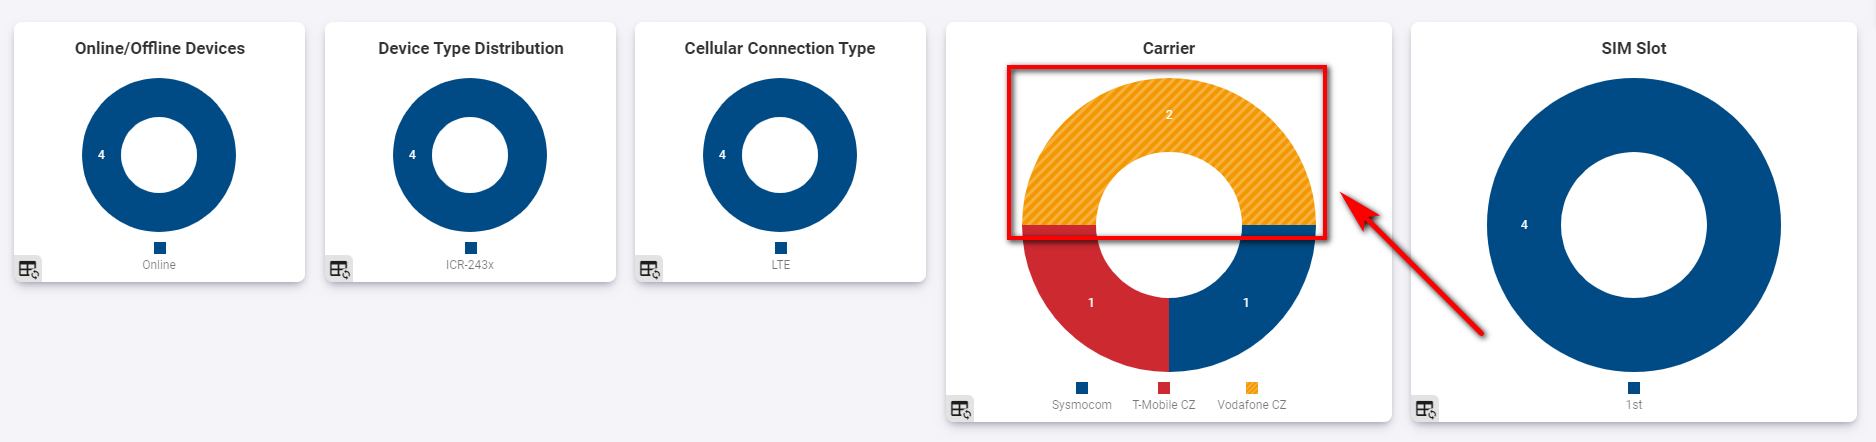 Online/Offline Devices
4
Online
Device Type Distribution
4
ICR-243x
Cellular Connection Type
4
LTE
Carrier
2
1
1
Sysmocom
T-Mobile CZ
Vodafone CZ
SIM Slot
4
1st